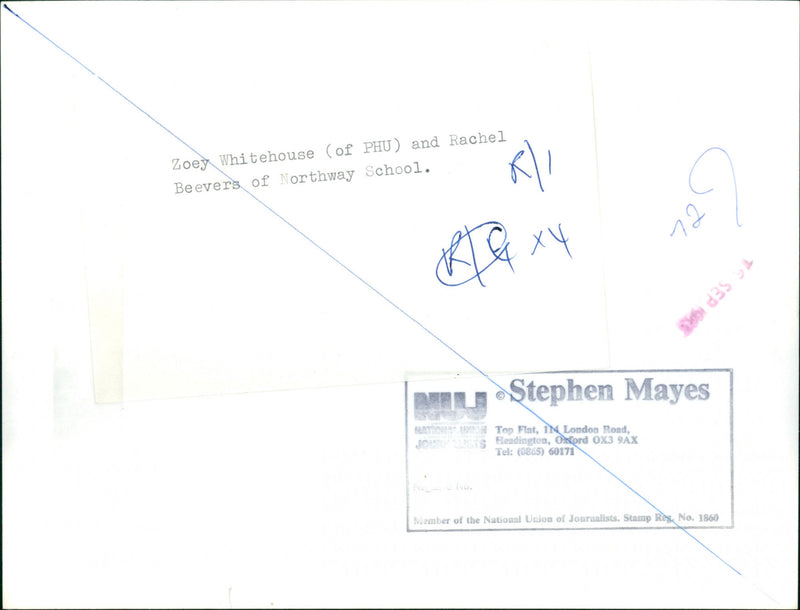 Zoey Whitehouse (of PHU) and Rachel
Beevers of Northway School.
R/1
x4
SEP
NUJ
NATIONAL UNION
JOURNALISTS
© Stephen Mayes
Top Flat, 114 London Road,
Headington, Oxford OX3 9AX
Tel: (0865) 60171
Member of the National Union of Journalists. Stamp Reg. No. 1860